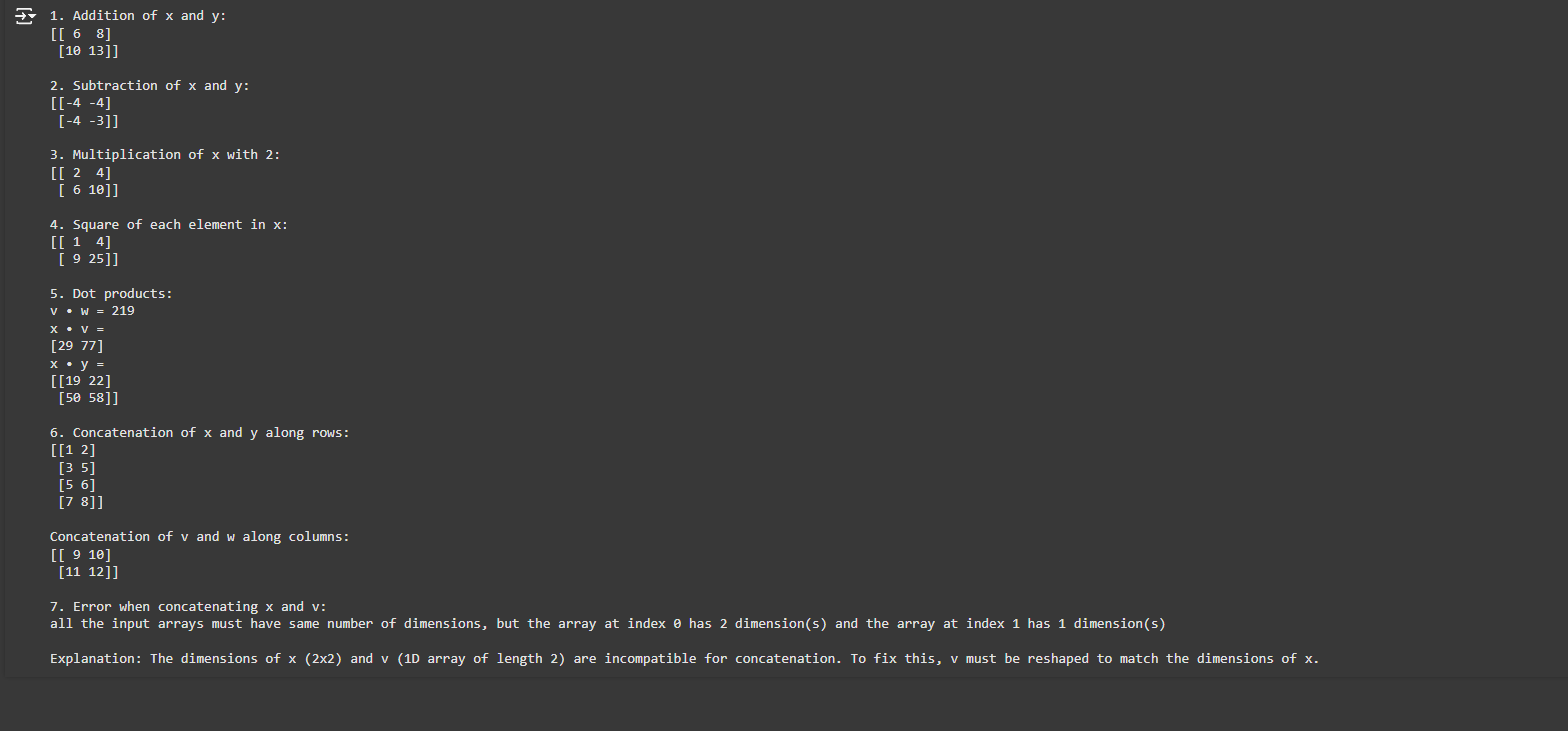 1. Addition of x and y:
[[ 6  8]
 [10 13]]
2. Subtraction of x and y:
[[-4 -4]
 [-4 -3]]
3. Multiplication of x with 2:
[[ 2  4]
 [ 6 10]]
4. Square of each element in x:
[[ 1  4]
 [ 9 25]]
5. Dot products:
v • w = 219
x • v =
[29 77]
x • y =
[[19 22]
 [50 58]]
6. Concatenation of x and y along rows:
[[1 2]
 [3 5]
 [5 6]
 [7 8]]
Concatenation of v and w along columns:
[[ 9 10]
 [11 12]]
7. Error when concatenating x and v:
all the input arrays must have same number of dimensions, but the array at index 0 has 2 dimension(s) and the array at index 1 has 1 dimension(s)
Explanation: The dimensions of x (2x2) and v (1D array of length 2) are incompatible for concatenation. To fix this, v must be reshaped to match the dimensions of x.